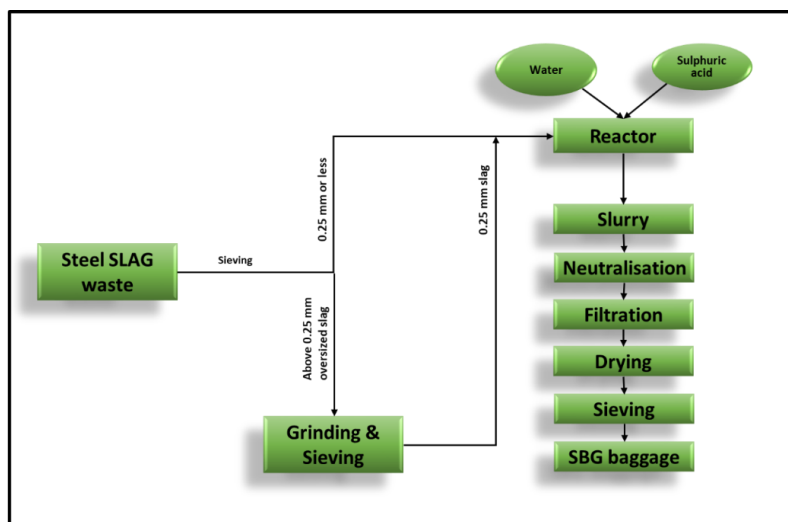 Water
Sulphuric
acid
Reactor
0.25 mm or less
0.25 mm slag
Steel SLAG
waste
Sieving
Above 0.25 mm
oversized slag
Grinding &
Sieving
Slurry
Neutralisation
Filtration
Drying
Sieving
SBG baggage